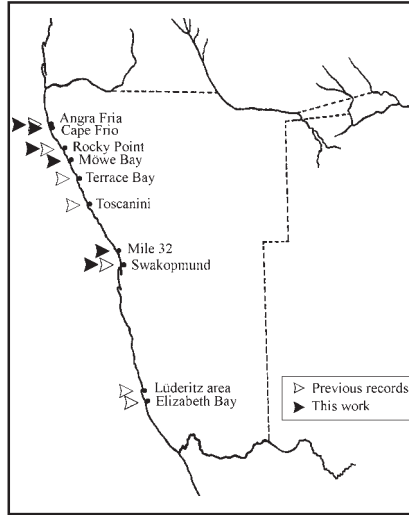 Angra Fria
Cape Frio
Rocky Point
Möwe Bay
Terrace Bay
Toscanini
Mile 32
Swakopmund
Lüderitz area
Elizabeth Bay
Previous records
This work